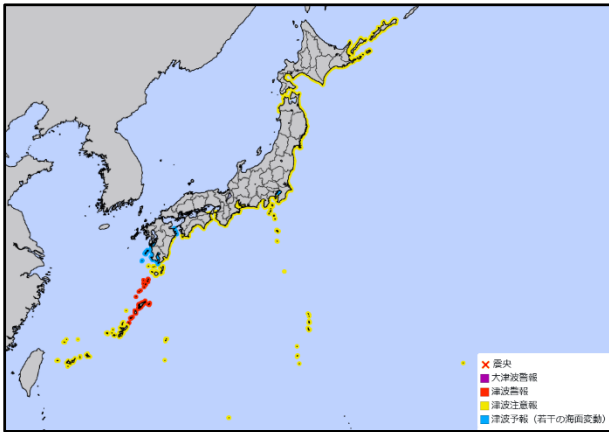 震央
大津波警報
津波警報
津波注意報
津波予報（若干の海面変動）